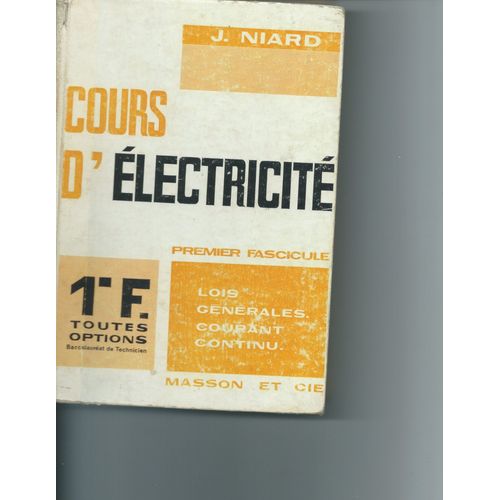 J. NIARD
COURS
D'ÉLECTRICITÉ
PREMIER FASCICULE
1re F.
TOUTES
OPTIONS
Baccalauréat de Technicien
LOIS
GÉNÉRALES.
COURANT
CONTINU.
MASSON ET CIE